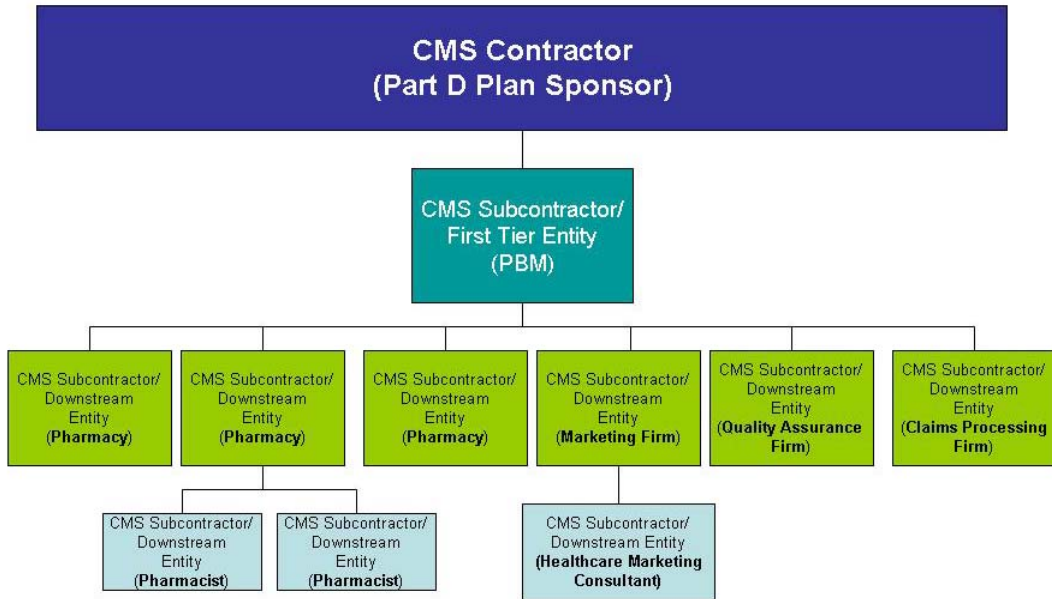 CMS Contractor
(Part D Plan Sponsor)
CMS Subcontractor/
First Tier Entity
(PBM)
CMS Subcontractor/
Downstream
Entity
(Pharmacy)
CMS Subcontractor/
Downstream
Entity
(Pharmacy)
CMS Subcontractor/
Downstream
Entity
(Pharmacy)
CMS Subcontractor/
Downstream
Entity
(Marketing Firm)
CMS Subcontractor/
Downstream
Entity
(Quality Assurance
Firm)
CMS Subcontractor/
Downstream
Entity
(Claims Processing
Firm)
CMS Subcontractor/
Downstream
Entity
(Pharmacist)
CMS Subcontractor/
Downstream
Entity
(Pharmacist)
CMS Subcontractor/
Downstream Entity
(Healthcare Marketing
Consultant)